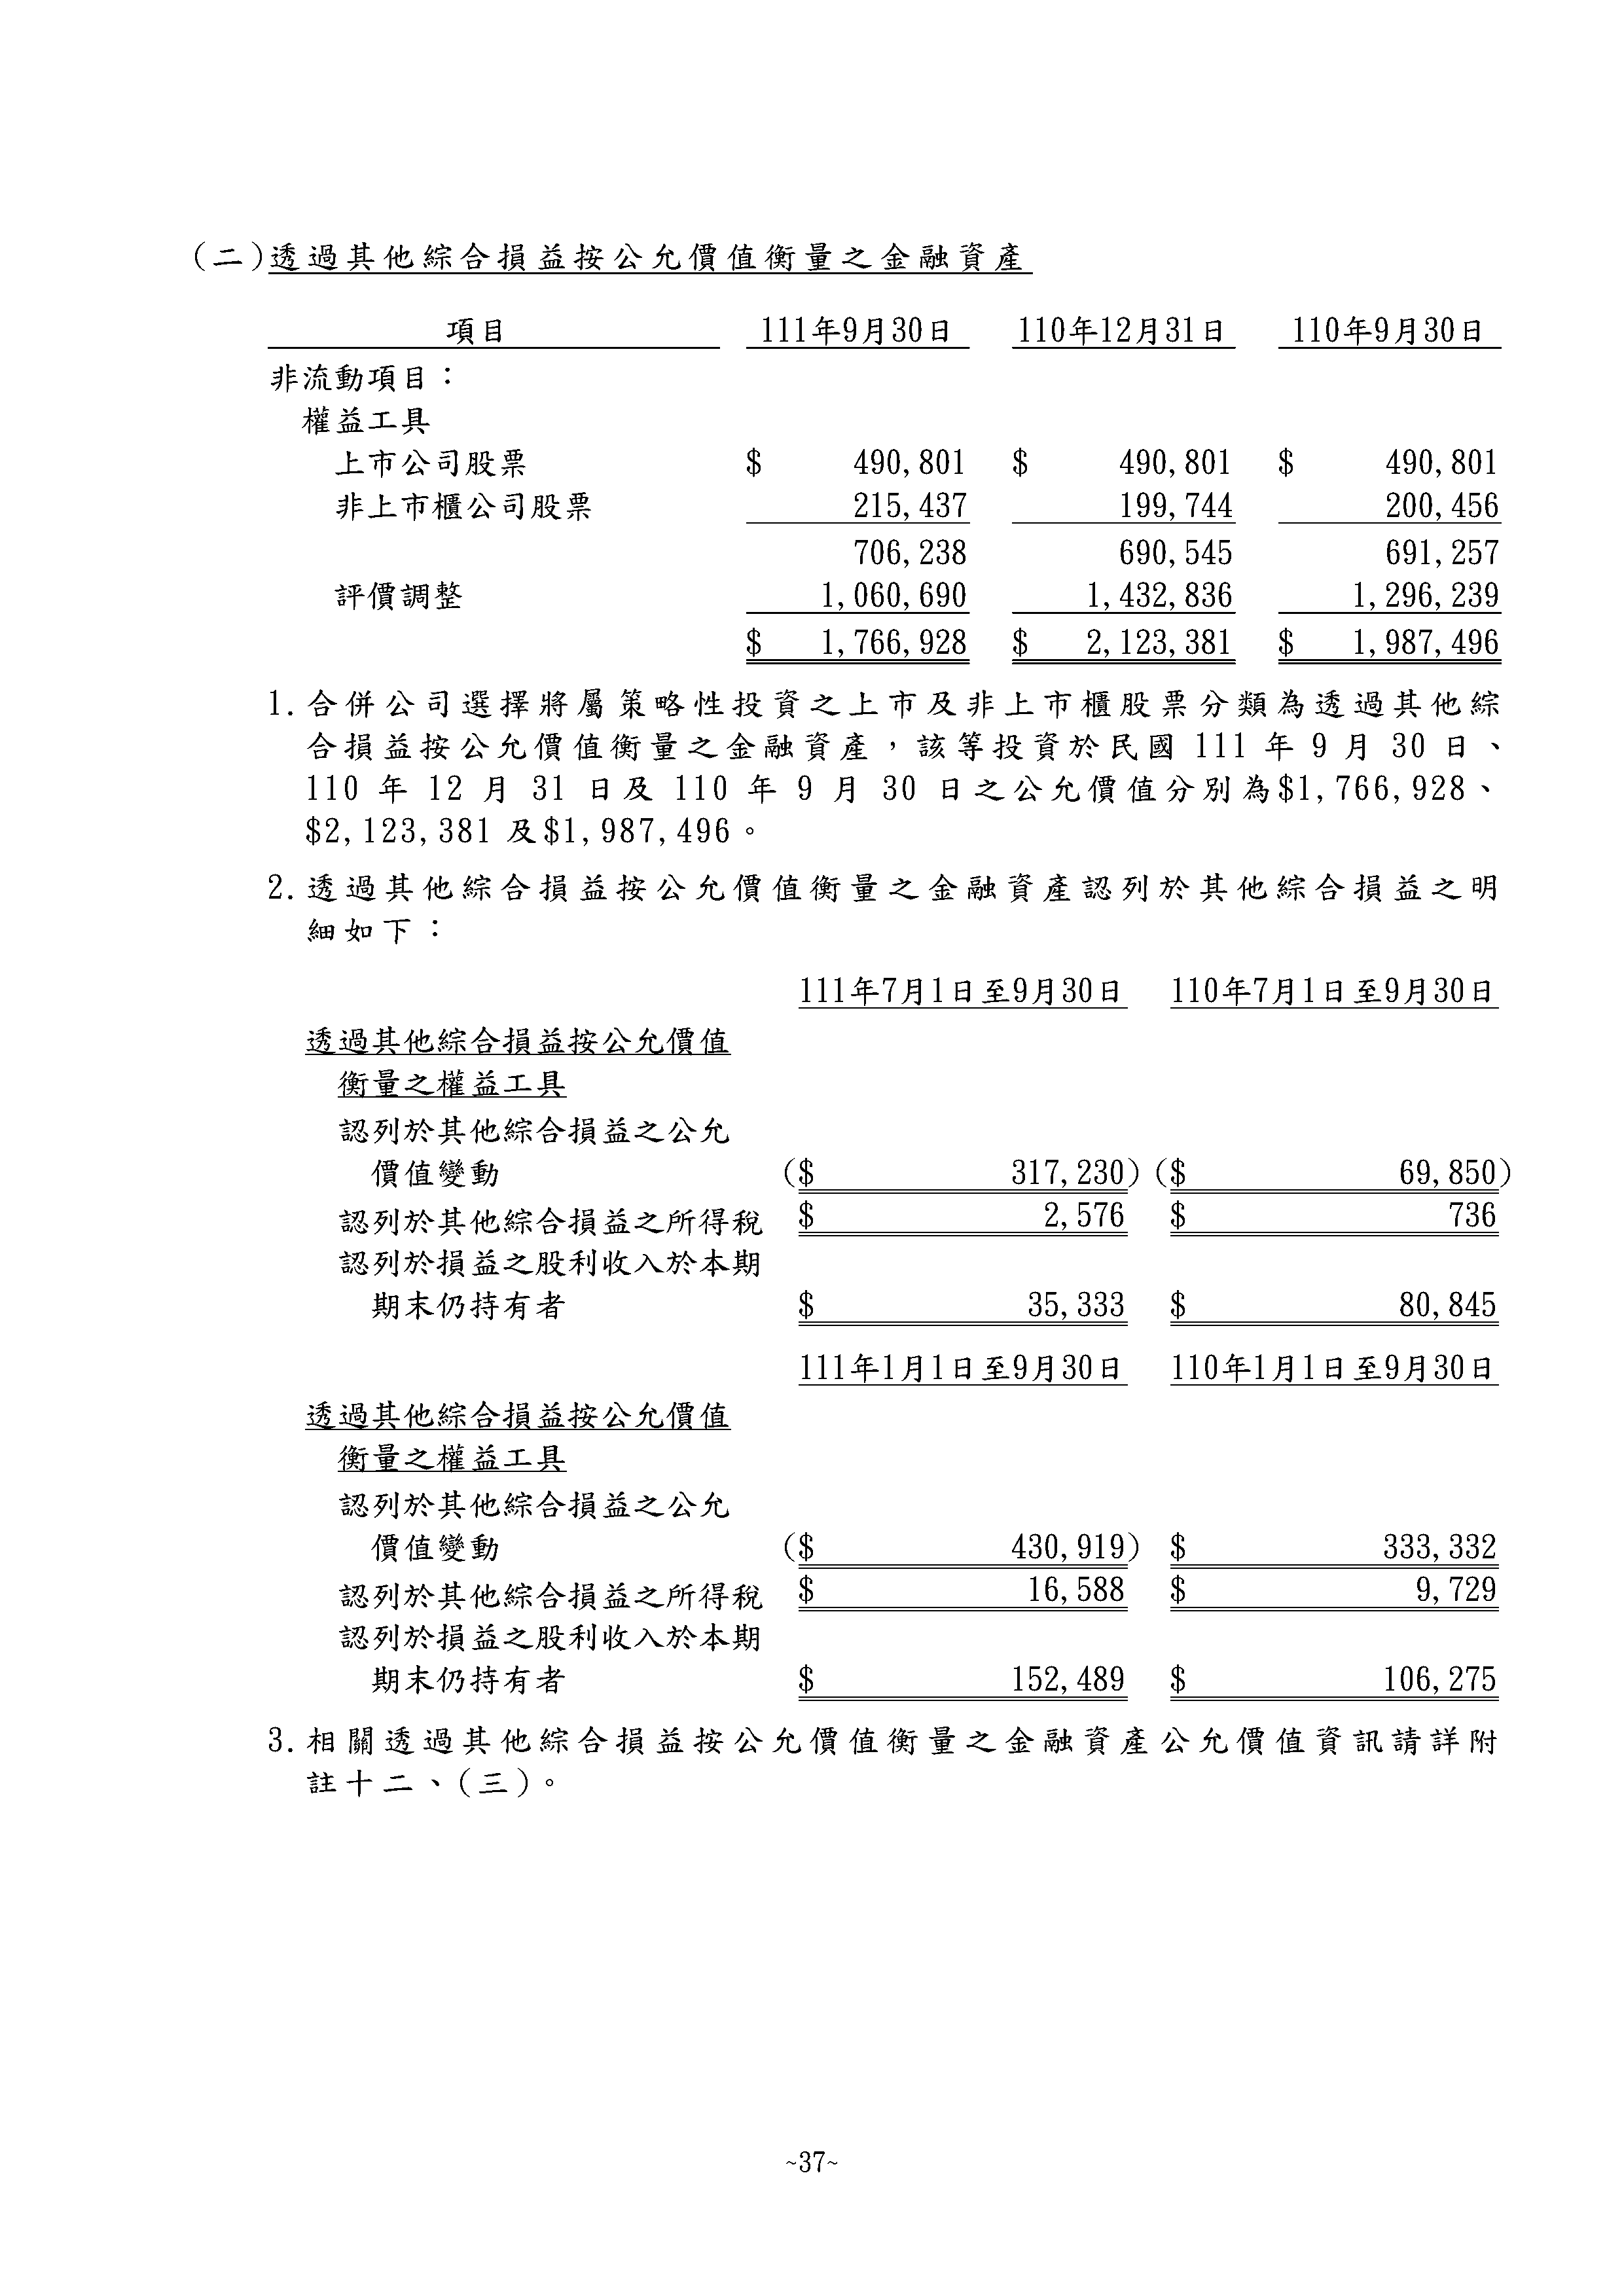 (二)透過其他綜合損益按公允價值衡量之金融資產
項目 111年9月30日 110年12月31日 110年9月30日
非流動項目：
權益工具
上市公司股票 $ 490,801 $ 490,801 $ 490,801
非上市櫃公司股票 215,437 199,744 200,456
706,238 690,545 691,257
評價調整 1,060,690 1,432,836 1,296,239
$ 1,766,928 $ 2,123,381 $ 1,987,496
1.合併公司選擇將屬策略性投資之上市及非上市櫃股票分類為透過其他綜
合損益按公允價值衡量之金融資產，該等投資於民國 111 年 9 月 30 日、
110 年 12 月 31 日及 110 年 9 月 30 日之公允價值分別為$1,766,928、
$2,123,381 及$1,987,496。
2.透過其他綜合損益按公允價值衡量之金融資產認列於其他綜合損益之明
細如下：
111年7月1日至9月30日 110年7月1日至9月30日
透過其他綜合損益按公允價值
衡量之權益工具
認列於其他綜合損益之公允
價值變動 ($ 317,230) ($ 69,850)
認列於其他綜合損益之所得稅 $ 2,576 $ 736
認列於損益之股利收入於本期
期末仍持有者 $ 35,333 $ 80,845
111年1月1日至9月30日 110年1月1日至9月30日
透過其他綜合損益按公允價值
衡量之權益工具
認列於其他綜合損益之公允
價值變動 ($ 430,919) $ 333,332
認列於其他綜合損益之所得稅 $ 16,588 $ 9,729
認列於損益之股利收入於本期
期末仍持有者 $ 152,489 $ 106,275
3.相關透過其他綜合損益按公允價值衡量之金融資產公允價值資訊請詳附
註十二、(三)。
~37~